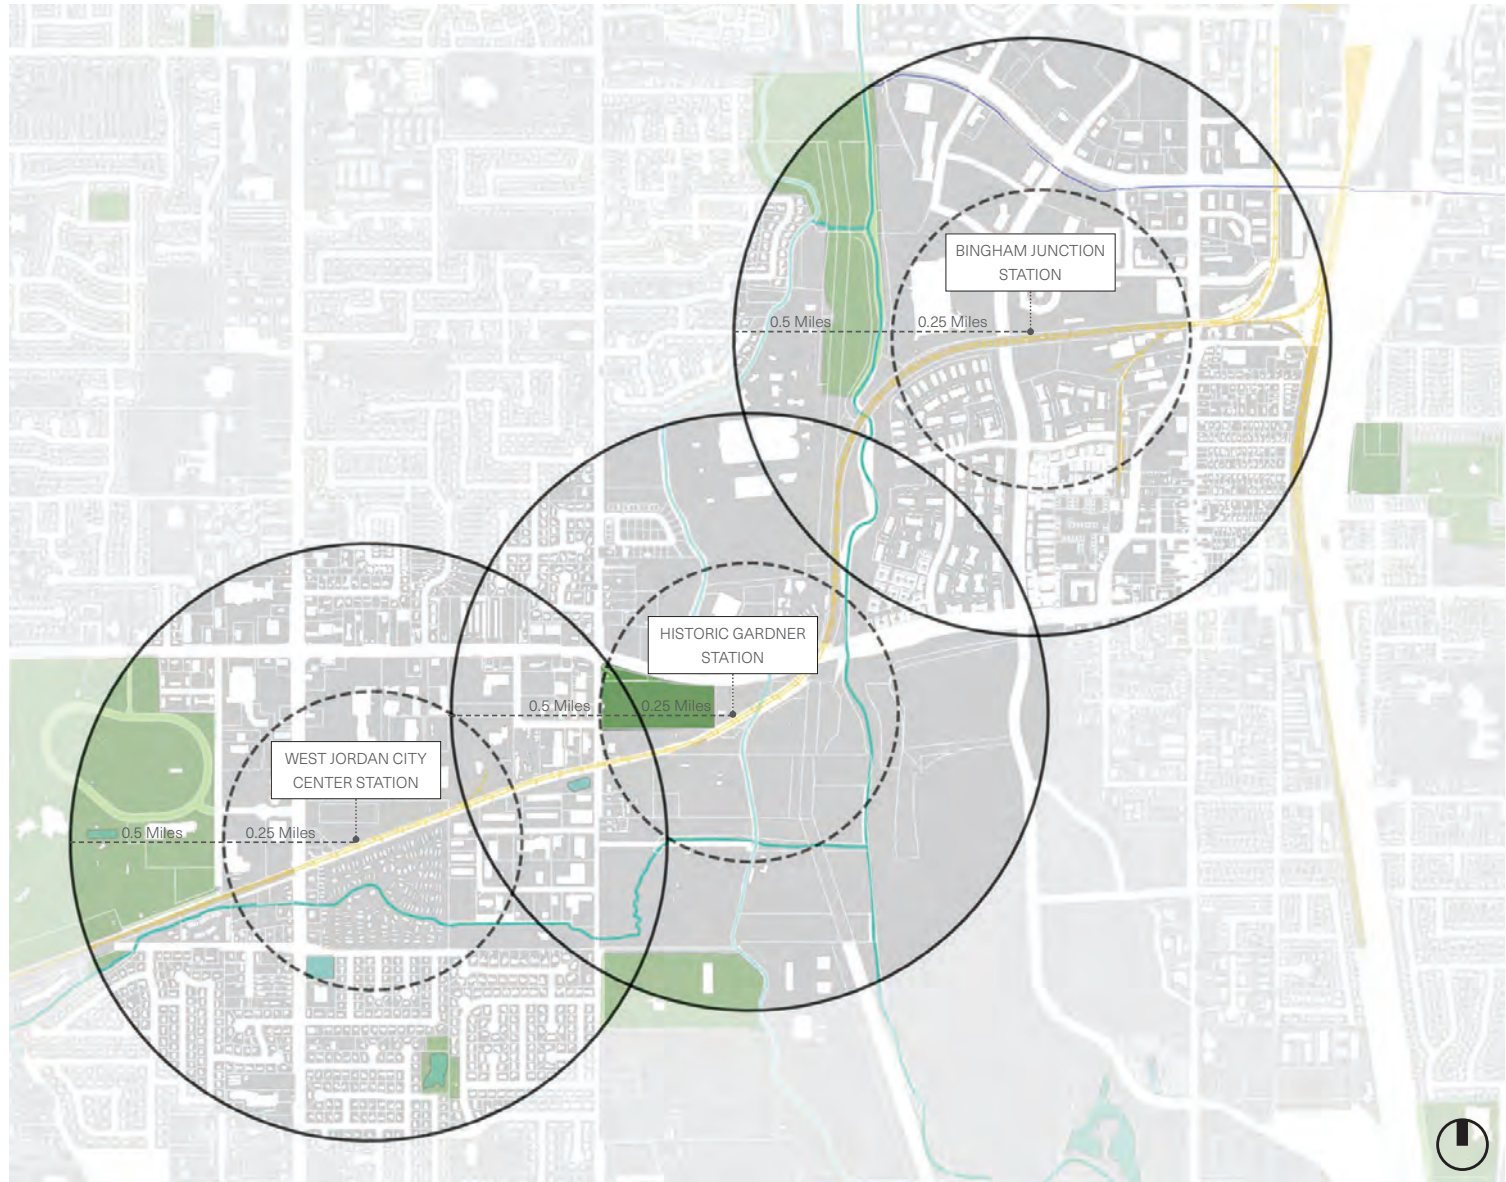 BINGHAM JUNCTION
STATION
0.5 Miles
0.25 Miles
HISTORIC GARDNER
STATION
0.5 Miles
0.25 Miles
WEST JORDAN CITY
CENTER STATION
0.5 Miles
0.25 Miles